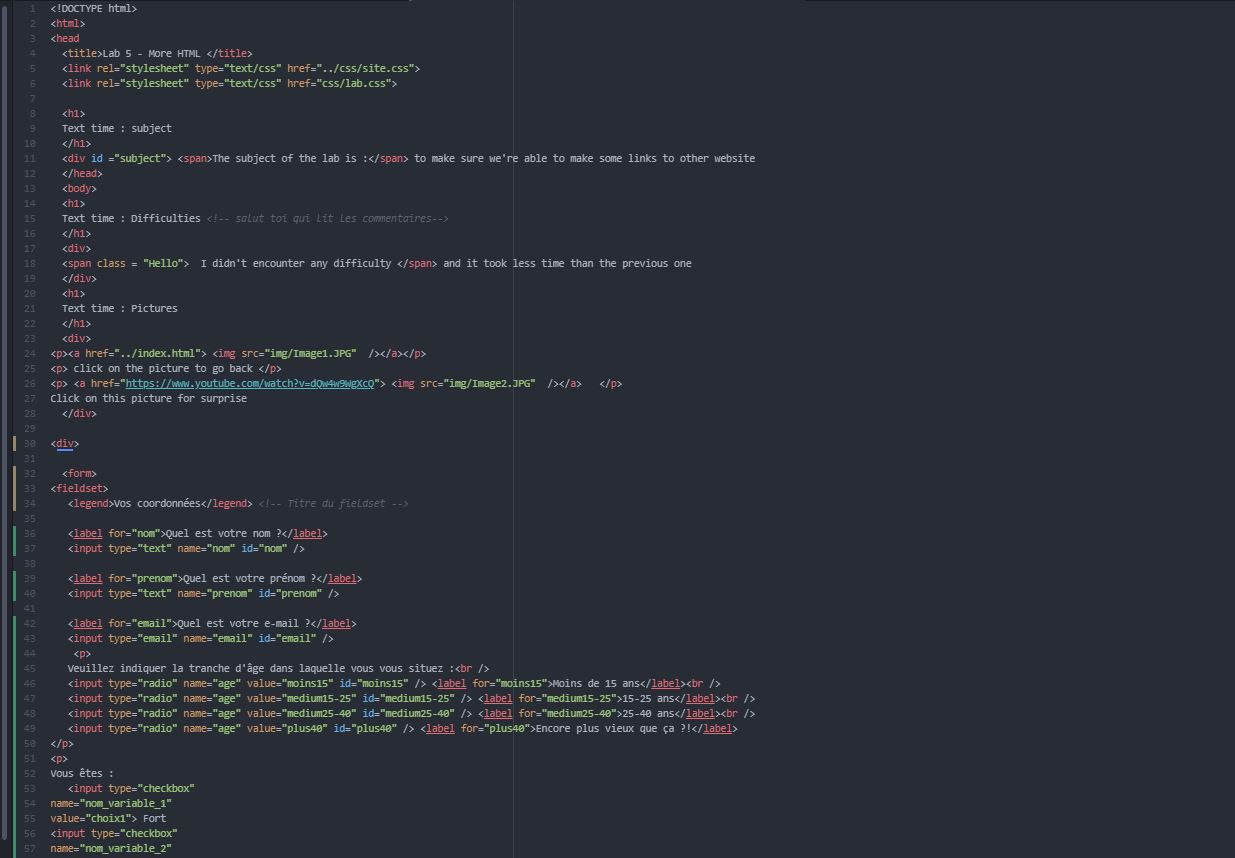 1 <!DOCTYPE html>
2 <html>
3 <head
4 <title>Lab 5 - More HTML </title>
5 <link rel="stylesheet" type="text/css" href="../css/site.css">
6 <link rel="stylesheet" type="text/css" href="css/lab.css">
7
8 <h1>
9 Text time : subject
10 </h1>
11 <div id ="subject"> <span>The subject of the lab is :</span> to make sure we're able to make some links to other website
12 </head>
13 <body>
14 <h1>
15 Text time : Difficulties <!-- salut toi qui lit les commentaires-->
16 </h1>
17 <div>
18 <span class = "Hello">  I didn't encounter any difficulty </span> and it took less time than the previous one
19 </div>
20 <h1>
21 Text time : Pictures
22 </h1>
23 <div>
24 <p><a href="../index.html"> <img src="img/Image1.JPG"  /></a></p>
25 <p> click on the picture to go back </p>
26 <p> <a href="https://www.youtube.com/watch?v=dQw4w9WgXcQ"> <img src="img/Image2.JPG"  /></a>   </p>
27 Click on this picture for surprise
28 </div>
29
30 <div>
31
32 <form>
33 <fieldset>
34 <legend>Vos coordonnées</legend> <!-- Titre du fieldset -->
35
36 <label for="nom">Quel est votre nom ?</label>
37 <input type="text" name="nom" id="nom" />
38
39 <label for="prenom">Quel est votre prénom ?</label>
40 <input type="text" name="prenom" id="prenom" />
41
42 <label for="email">Quel est votre e-mail ?</label>
43 <input type="email" name="email" id="email" />
44 <p>
45 Veuillez indiquer la tranche d'âge dans laquelle vous vous situez :<br />
46 <input type="radio" name="age" value="moins15" id="moins15" /> <label for="moins15">Moins de 15 ans</label><br />
47 <input type="radio" name="age" value="medium15-25" id="medium15-25" /> <label for="medium15-25">15-25 ans</label><br />
48 <input type="radio" name="age" value="medium25-40" id="medium25-40" /> <label for="medium25-40">25-40 ans</label><br />
49 <input type="radio" name="age" value="plus40" id="plus40" /> <label for="plus40">Encore plus vieux que ça ?!</label>
50 </p>
51 <p>
52 Vous êtes :
53 <input type="checkbox"
54 name="nom_variable_1"
55 value="choix1"> Fort
56 <input type="checkbox"
57 name="nom_variable_2"